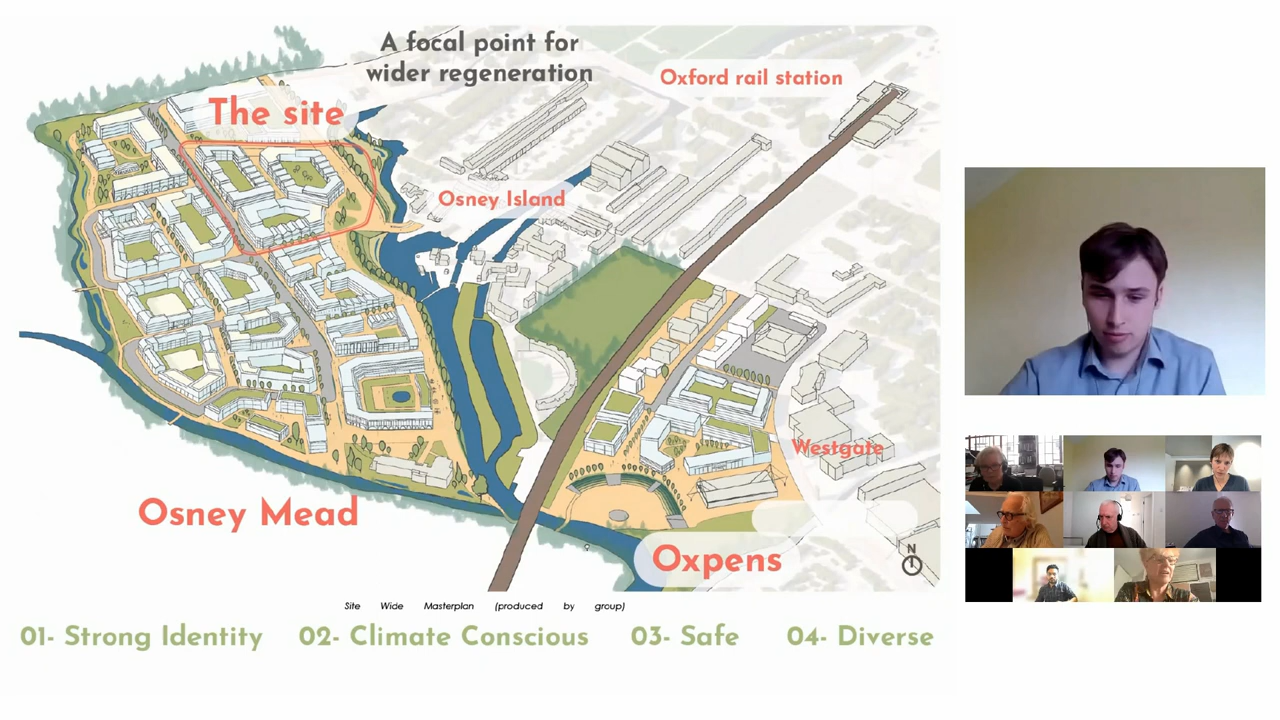 A focal point for
wider regeneration
Oxford rail station
The site
Osney Island
Westgate
Osney Mead
Oxpens
N
Site Wide Masterplan (produced by group)
01- Strong Identity 02- Climate Conscious 03- Safe 04- Diverse